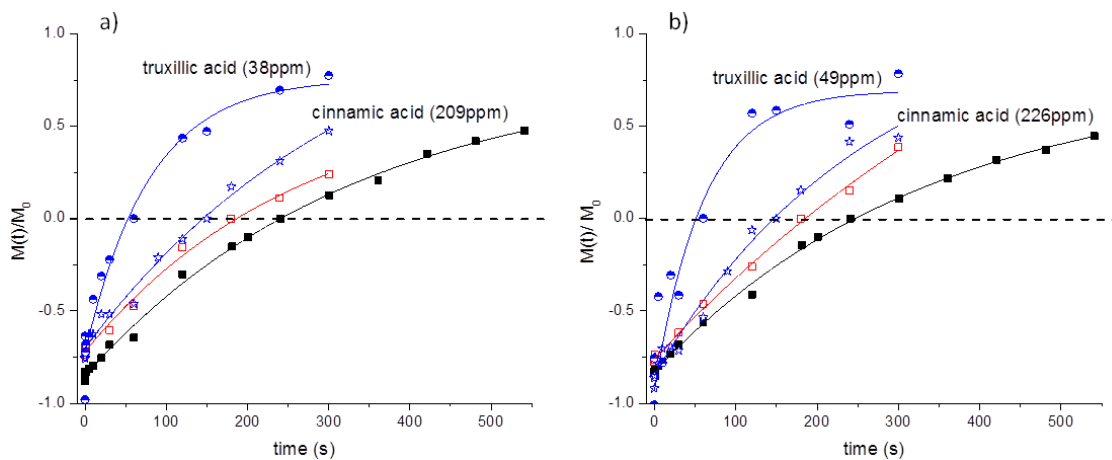 a)
truxillic acid (38ppm)
cinnamic acid (209ppm)
M(t)/M₀
1.0
0.5
0.0
-0.5
-1.0
0 100 200 300 400 500
time (s)
b)
truxillic acid (49ppm)
cinnamic acid (226ppm)
M(t)/ M₀
1.0
0.5
0.0
-0.5
-1.0
0 100 200 300 400 500
time (s)